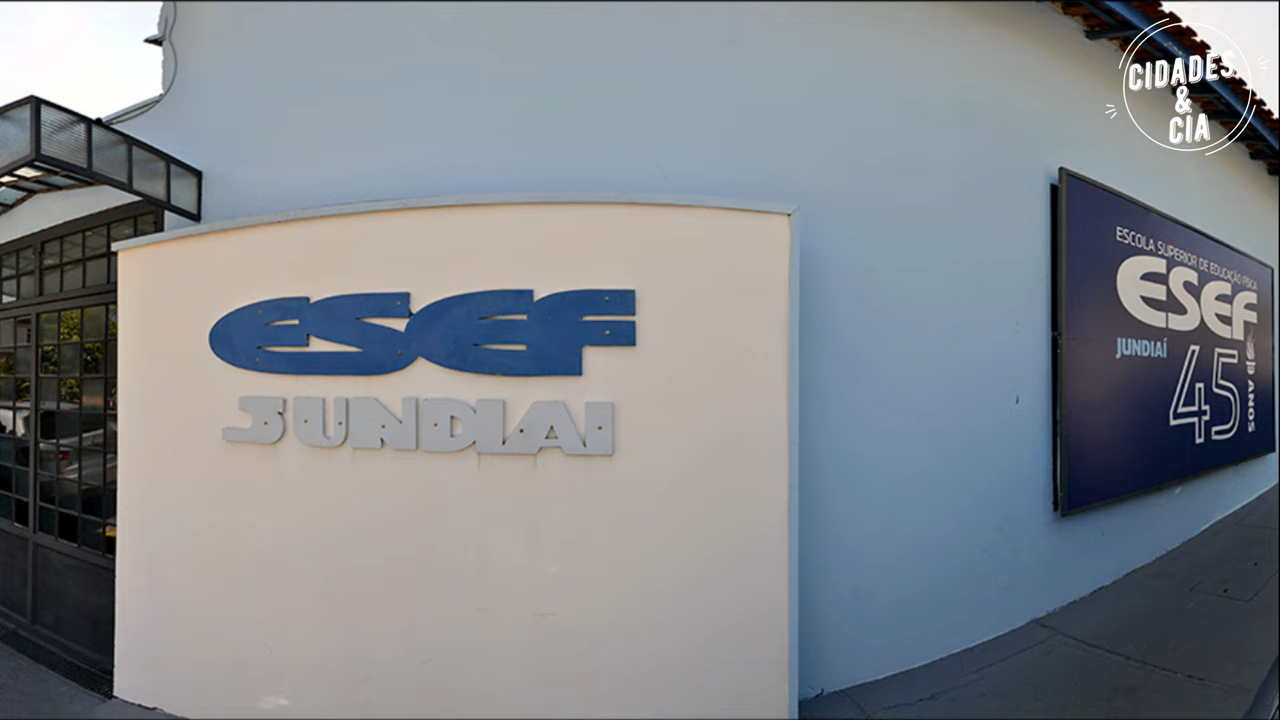 ESEF
JUNDIAI
ESCOLA SUPERIOR DE EDUCAÇÃO FÍSICA
ESEF
JUNDIAÍ
45
ANOS
CIDADES
&
CIA